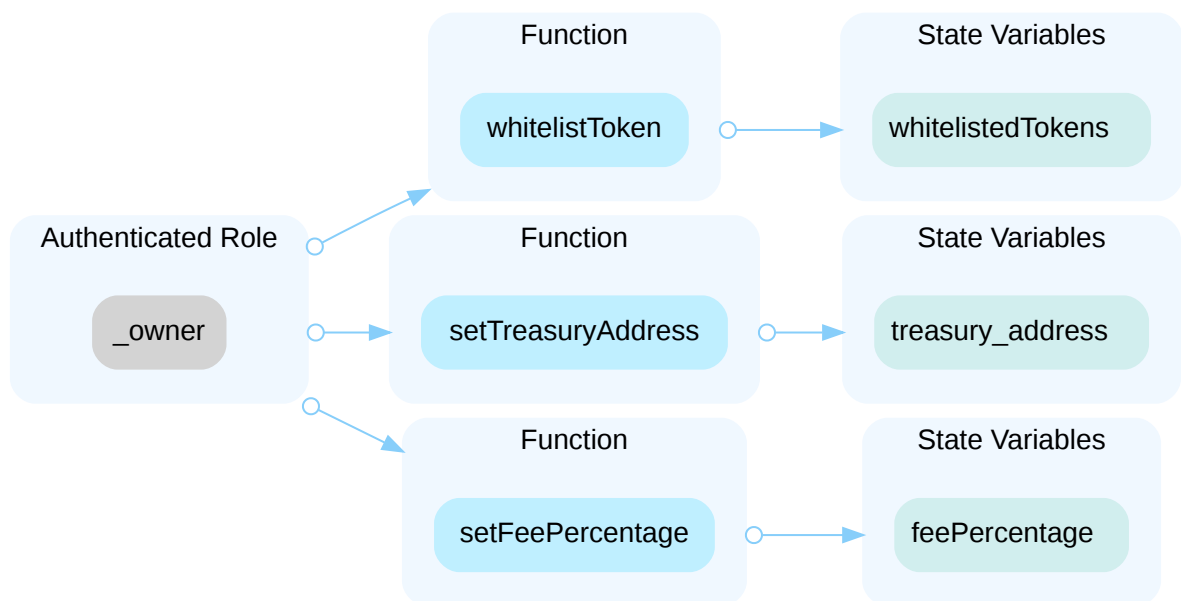 Function
whitelistToken
State Variables
whitelistedTokens
Authenticated Role
_owner
Function
setTreasuryAddress
State Variables
treasury_address
Function
setFeePercentage
State Variables
feePercentage